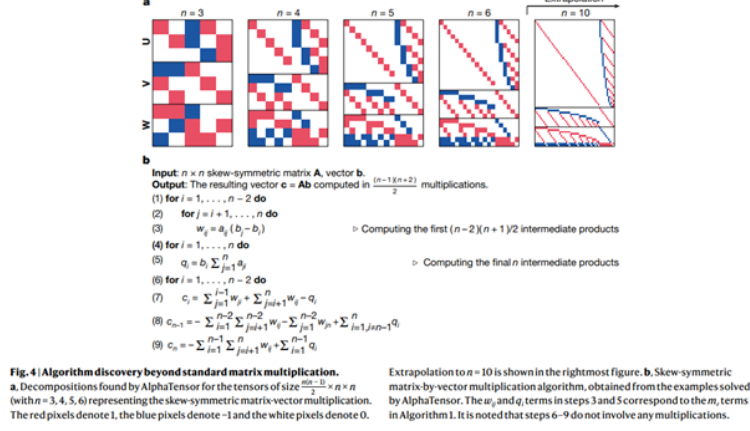 a
Extrapolation
n = 3 n = 4 n = 5 n = 6 n = 10
U
V
W
b
Input: n × n skew-symmetric matrix A, vector b.
Output: The resulting vector c = Ab computed in (n−1)(n+2)/2 multiplications.
(1) for i = 1, . . . , n − 2 do
(2) for j = i + 1, . . . , n do
(3) w_ij = a_ij (b_j − b_i) ▷ Computing the first (n − 2)(n + 1)/2 intermediate products
(4) for i = 1, . . . , n do
(5) q_i = b_i ∑_{j=1}^{n} a_ji ▷ Computing the final n intermediate products
(6) for i = 1, . . . , n − 2 do
(7) c_i = ∑_{j=1}^{i−1} w_ji + ∑_{j=i+1}^{n} w_ij − q_i
(8) c_{n−1} = − ∑_{i=1}^{n−2} ∑_{j=i+1}^{n−2} w_ij − ∑_{j=1}^{n−2} w_jn + ∑_{i=1,i≠n−1}^{n} q_i
(9) c_n = − ∑_{i=1}^{n−1} ∑_{j=i+1}^{n} w_ij + ∑_{i=1}^{n−1} q_i
Fig. 4 | Algorithm discovery beyond standard matrix multiplication.
a, Decompositions found by AlphaTensor for the tensors of size n(n−1)/2 × n × n
(with n = 3, 4, 5, 6) representing the skew-symmetric matrix-vector multiplication.
The red pixels denote 1, the blue pixels denote −1 and the white pixels denote 0.
Extrapolation to n = 10 is shown in the rightmost figure. b, Skew-symmetric
matrix-by-vector multiplication algorithm, obtained from the examples solved
by AlphaTensor. The w_ij and q_i terms in steps 3 and 5 correspond to the m_r terms
in Algorithm 1. It is noted that steps 6–9 do not involve any multiplications.